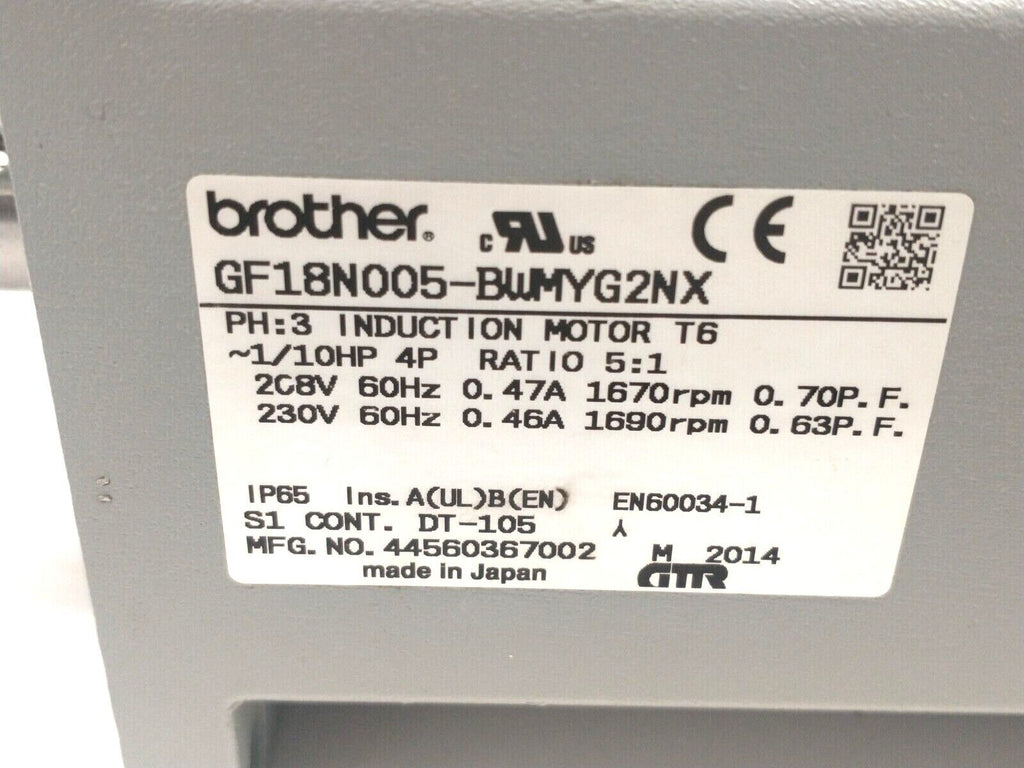 brother®
c RU US CE
GF18N005-BWMYG2NX
PH:3 INDUCTION MOTOR T6
~1/10HP 4P RATIO 5:1
208V 60Hz 0.47A 1670rpm 0.70P.F.
230V 60Hz 0.46A 1690rpm 0.63P.F.
IP65 Ins.A(UL)B(EN) EN60034-1
S1 CONT. DT-105 人
MFG.NO.44560367002 M 2014
made in Japan GTR